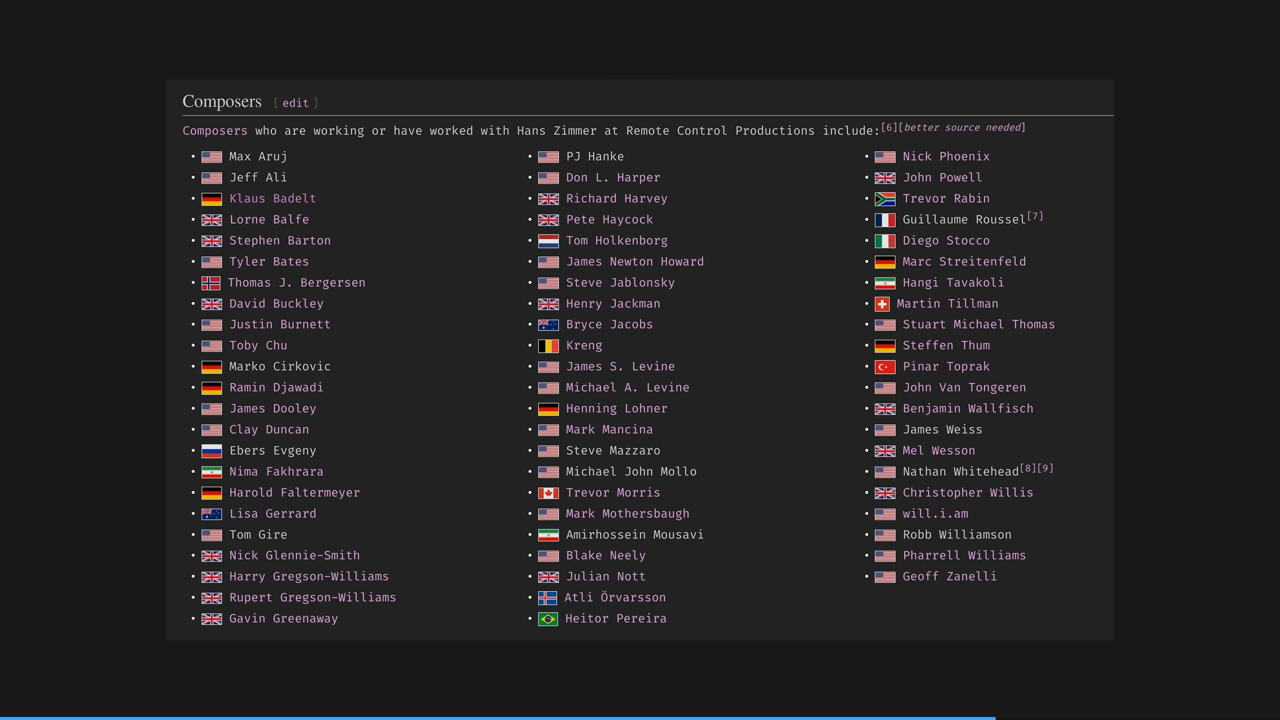 Composers [ edit ]
Composers who are working or have worked with Hans Zimmer at Remote Control Productions include:[6][better source needed]
• Max Aruj
• Jeff Ali
• Klaus Badelt
• Lorne Balfe
• Stephen Barton
• Tyler Bates
• Thomas J. Bergersen
• David Buckley
• Justin Burnett
• Toby Chu
• Marko Cirkovic
• Ramin Djawadi
• James Dooley
• Clay Duncan
• Ebers Evgeny
• Nima Fakhrara
• Harold Faltermeyer
• Lisa Gerrard
• Tom Gire
• Nick Glennie-Smith
• Harry Gregson-Williams
• Rupert Gregson-Williams
• Gavin Greenaway
• PJ Hanke
• Don L. Harper
• Richard Harvey
• Pete Haycock
• Tom Holkenborg
• James Newton Howard
• Steve Jablonsky
• Henry Jackman
• Bryce Jacobs
• Kreng
• James S. Levine
• Michael A. Levine
• Henning Lohner
• Mark Mancina
• Steve Mazzaro
• Michael John Mollo
• Trevor Morris
• Mark Mothersbaugh
• Amirhossein Mousavi
• Blake Neely
• Julian Nott
• Atli Örvarsson
• Heitor Pereira
• Nick Phoenix
• John Powell
• Trevor Rabin
• Guillaume Roussel[7]
• Diego Stocco
• Marc Streitenfeld
• Hangi Tavakoli
• Martin Tillman
• Stuart Michael Thomas
• Steffen Thum
• Pinar Toprak
• John Van Tongeren
• Benjamin Wallfisch
• James Weiss
• Mel Wesson
• Nathan Whitehead[8][9]
• Christopher Willis
• will.i.am
• Robb Williamson
• Pharrell Williams
• Geoff Zanelli